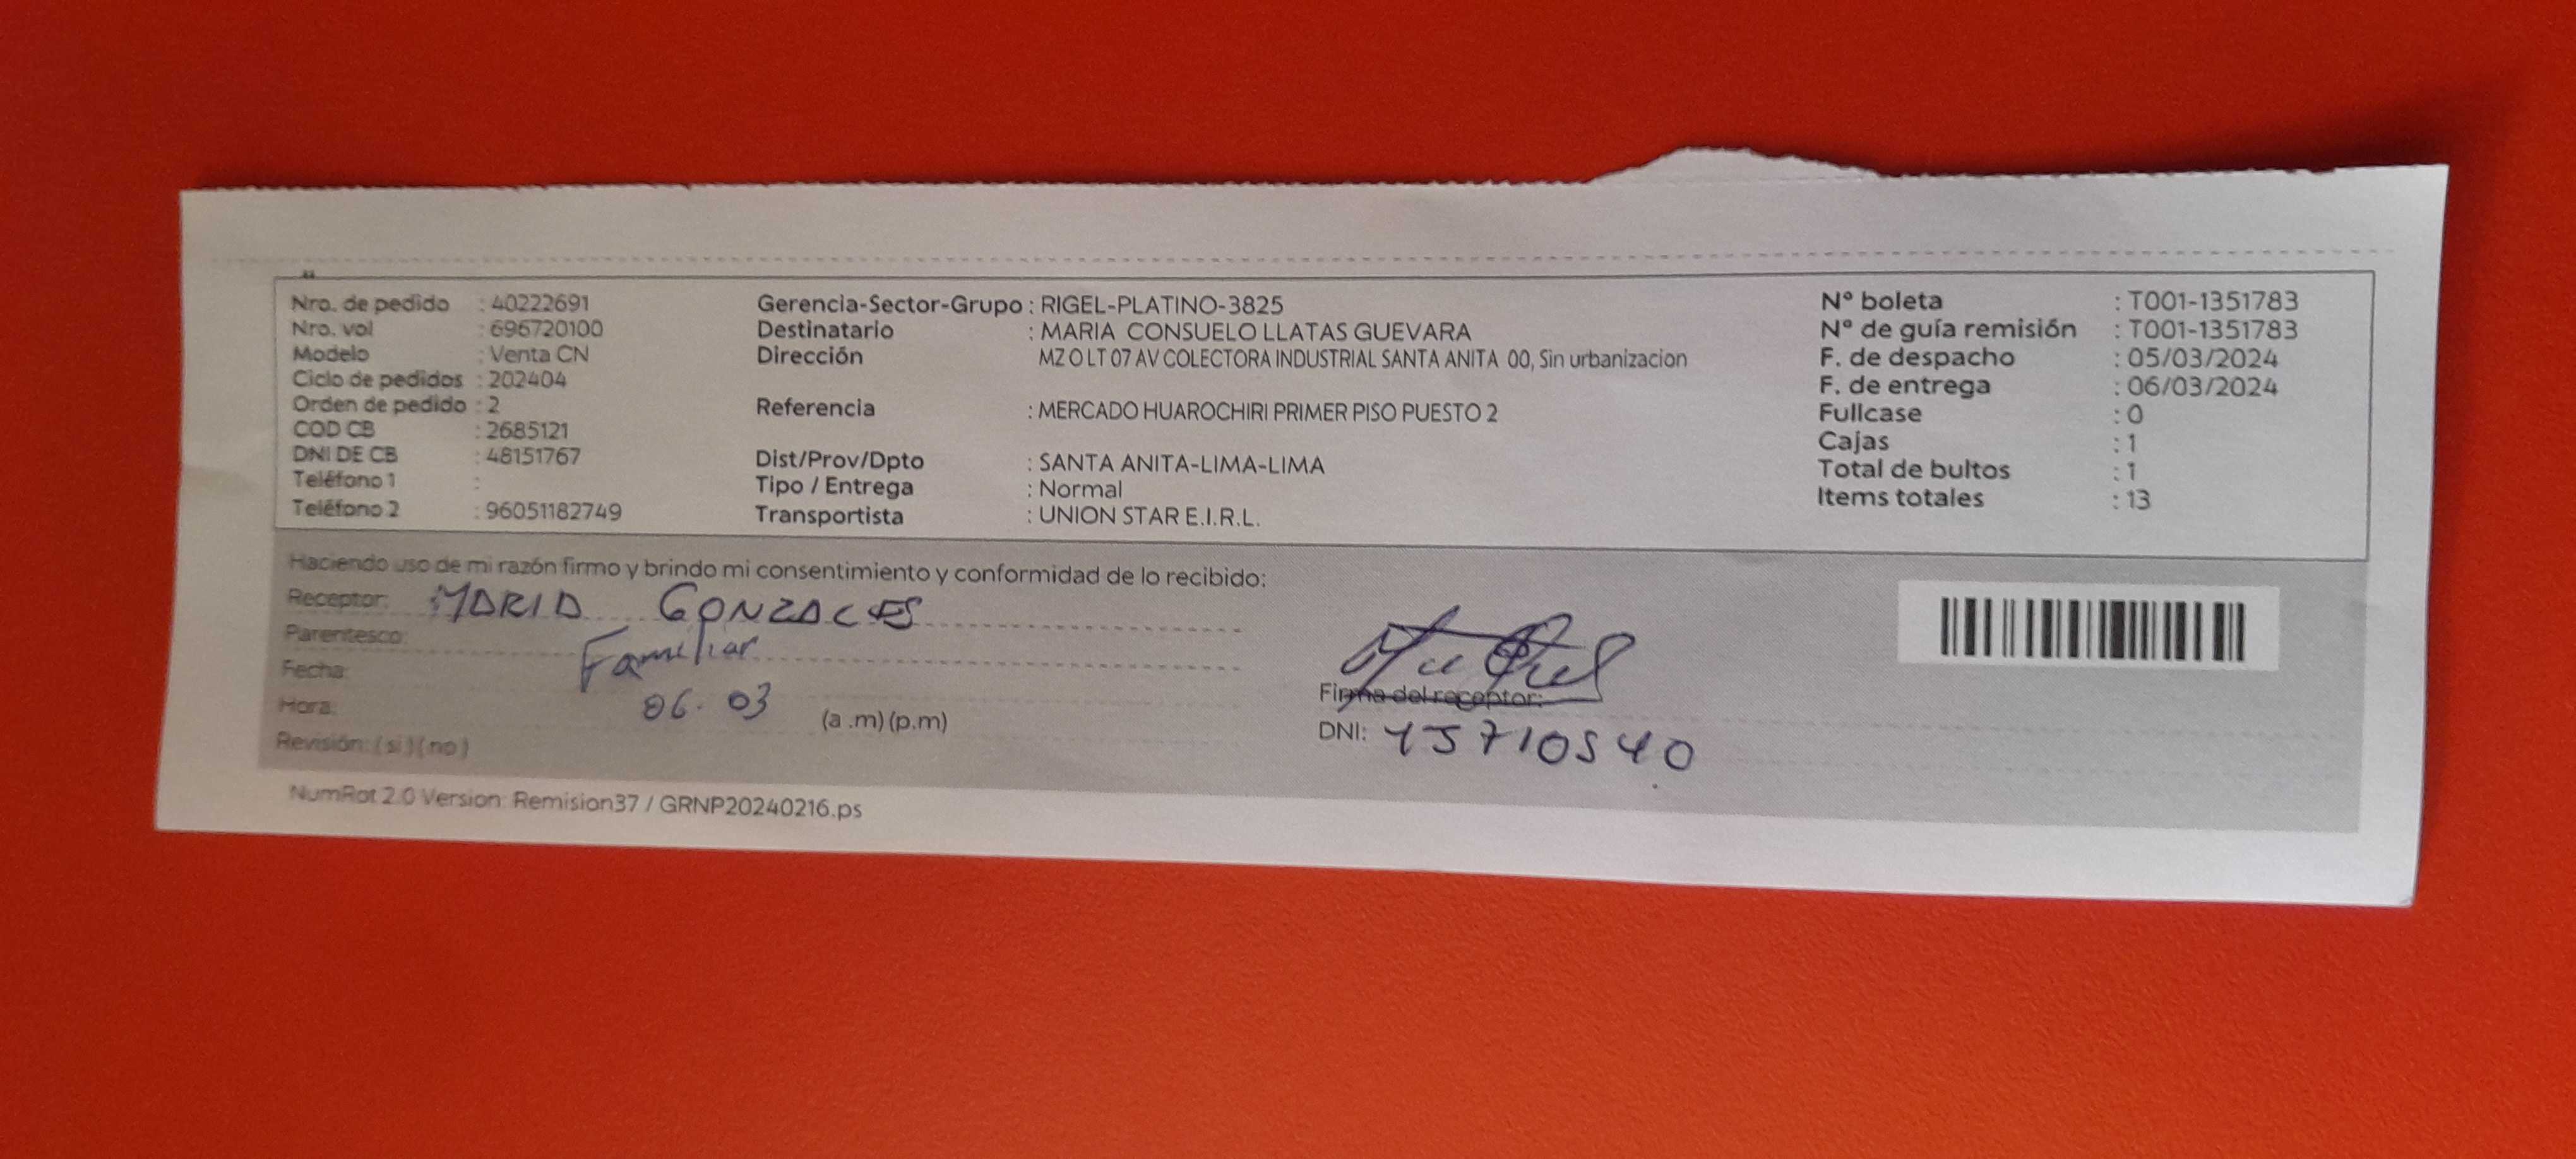 Nro. de pedido : 40222691
Nro. vol : 696720100
Modelo : Venta CN
Ciclo de pedidos : 202404
Orden de pedido : 2
COD CB : 2685121
DNI DE CB : 48151767
Teléfono 1 :
Teléfono 2 : 96051182749
Gerencia-Sector-Grupo : RIGEL-PLATINO-3825
Destinatario : MARIA CONSUELO LLATAS GUEVARA
Dirección MZ O LT 07 AV COLECTORA INDUSTRIAL SANTA ANITA 00, Sin urbanizacion
Referencia : MERCADO HUAROCHIRI PRIMER PISO PUESTO 2
Dist/Prov/Dpto : SANTA ANITA-LIMA-LIMA
Tipo / Entrega : Normal
Transportista : UNION STAR E.I.R.L.
N° boleta : T001-1351783
N° de guía remisión : T001-1351783
F. de despacho : 05/03/2024
F. de entrega : 06/03/2024
Fullcase : 0
Cajas : 1
Total de bultos : 1
Items totales : 13
Haciendo uso de mi razón firmo y brindo mi consentimiento y conformidad de lo recibido:
Receptor: MARIA GONZALES
Parentesco: Familiar
Fecha: 06. 03
Hora: (a .m) (p.m)
Revisión: ( si ) ( no )
Firma del receptor:
DNI: 45710540
NumRot 2.0 Version: Remision37 / GRNP20240216.ps